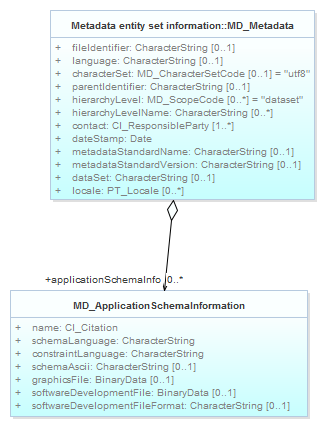 Metadata entity set information::MD_Metadata
+ fileIdentifier: CharacterString [0..1]
+ language: CharacterString [0..1]
+ characterSet: MD_CharacterSetCode [0..1] = "utf8"
+ parentIdentifier: CharacterString [0..1]
+ hierarchyLevel: MD_ScopeCode [0..*] = "dataset"
+ hierarchyLevelName: CharacterString [0..*]
+ contact: CI_ResponsibleParty [1..*]
+ dateStamp: Date
+ metadataStandardName: CharacterString [0..1]
+ metadataStandardVersion: CharacterString [0..1]
+ dataSet: CharacterString [0..1]
+ locale: PT_Locale [0..*]
+applicationSchemaInfo 0..*
MD_ApplicationSchemaInformation
+ name: CI_Citation
+ schemaLanguage: CharacterString
+ constraintLanguage: CharacterString
+ schemaAscii: CharacterString [0..1]
+ graphicsFile: BinaryData [0..1]
+ softwareDevelopmentFile: BinaryData [0..1]
+ softwareDevelopmentFileFormat: CharacterString [0..1]